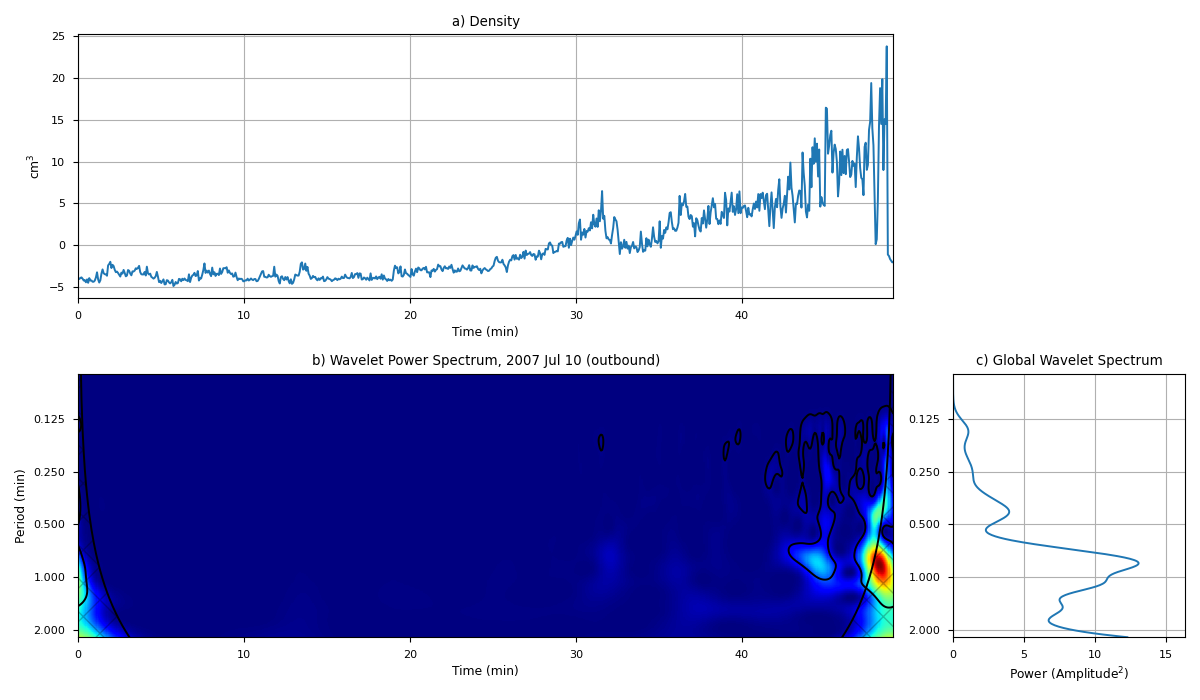 a) Density
cm³
25
20
15
10
5
0
−5
0 10 20 30 40
Time (min)
b) Wavelet Power Spectrum, 2007 Jul 10 (outbound)
Period (min)
0.125
0.250
0.500
1.000
2.000
0 10 20 30 40
Time (min)
c) Global Wavelet Spectrum
0.125
0.250
0.500
1.000
2.000
0 5 10 15
Power (Amplitude²)